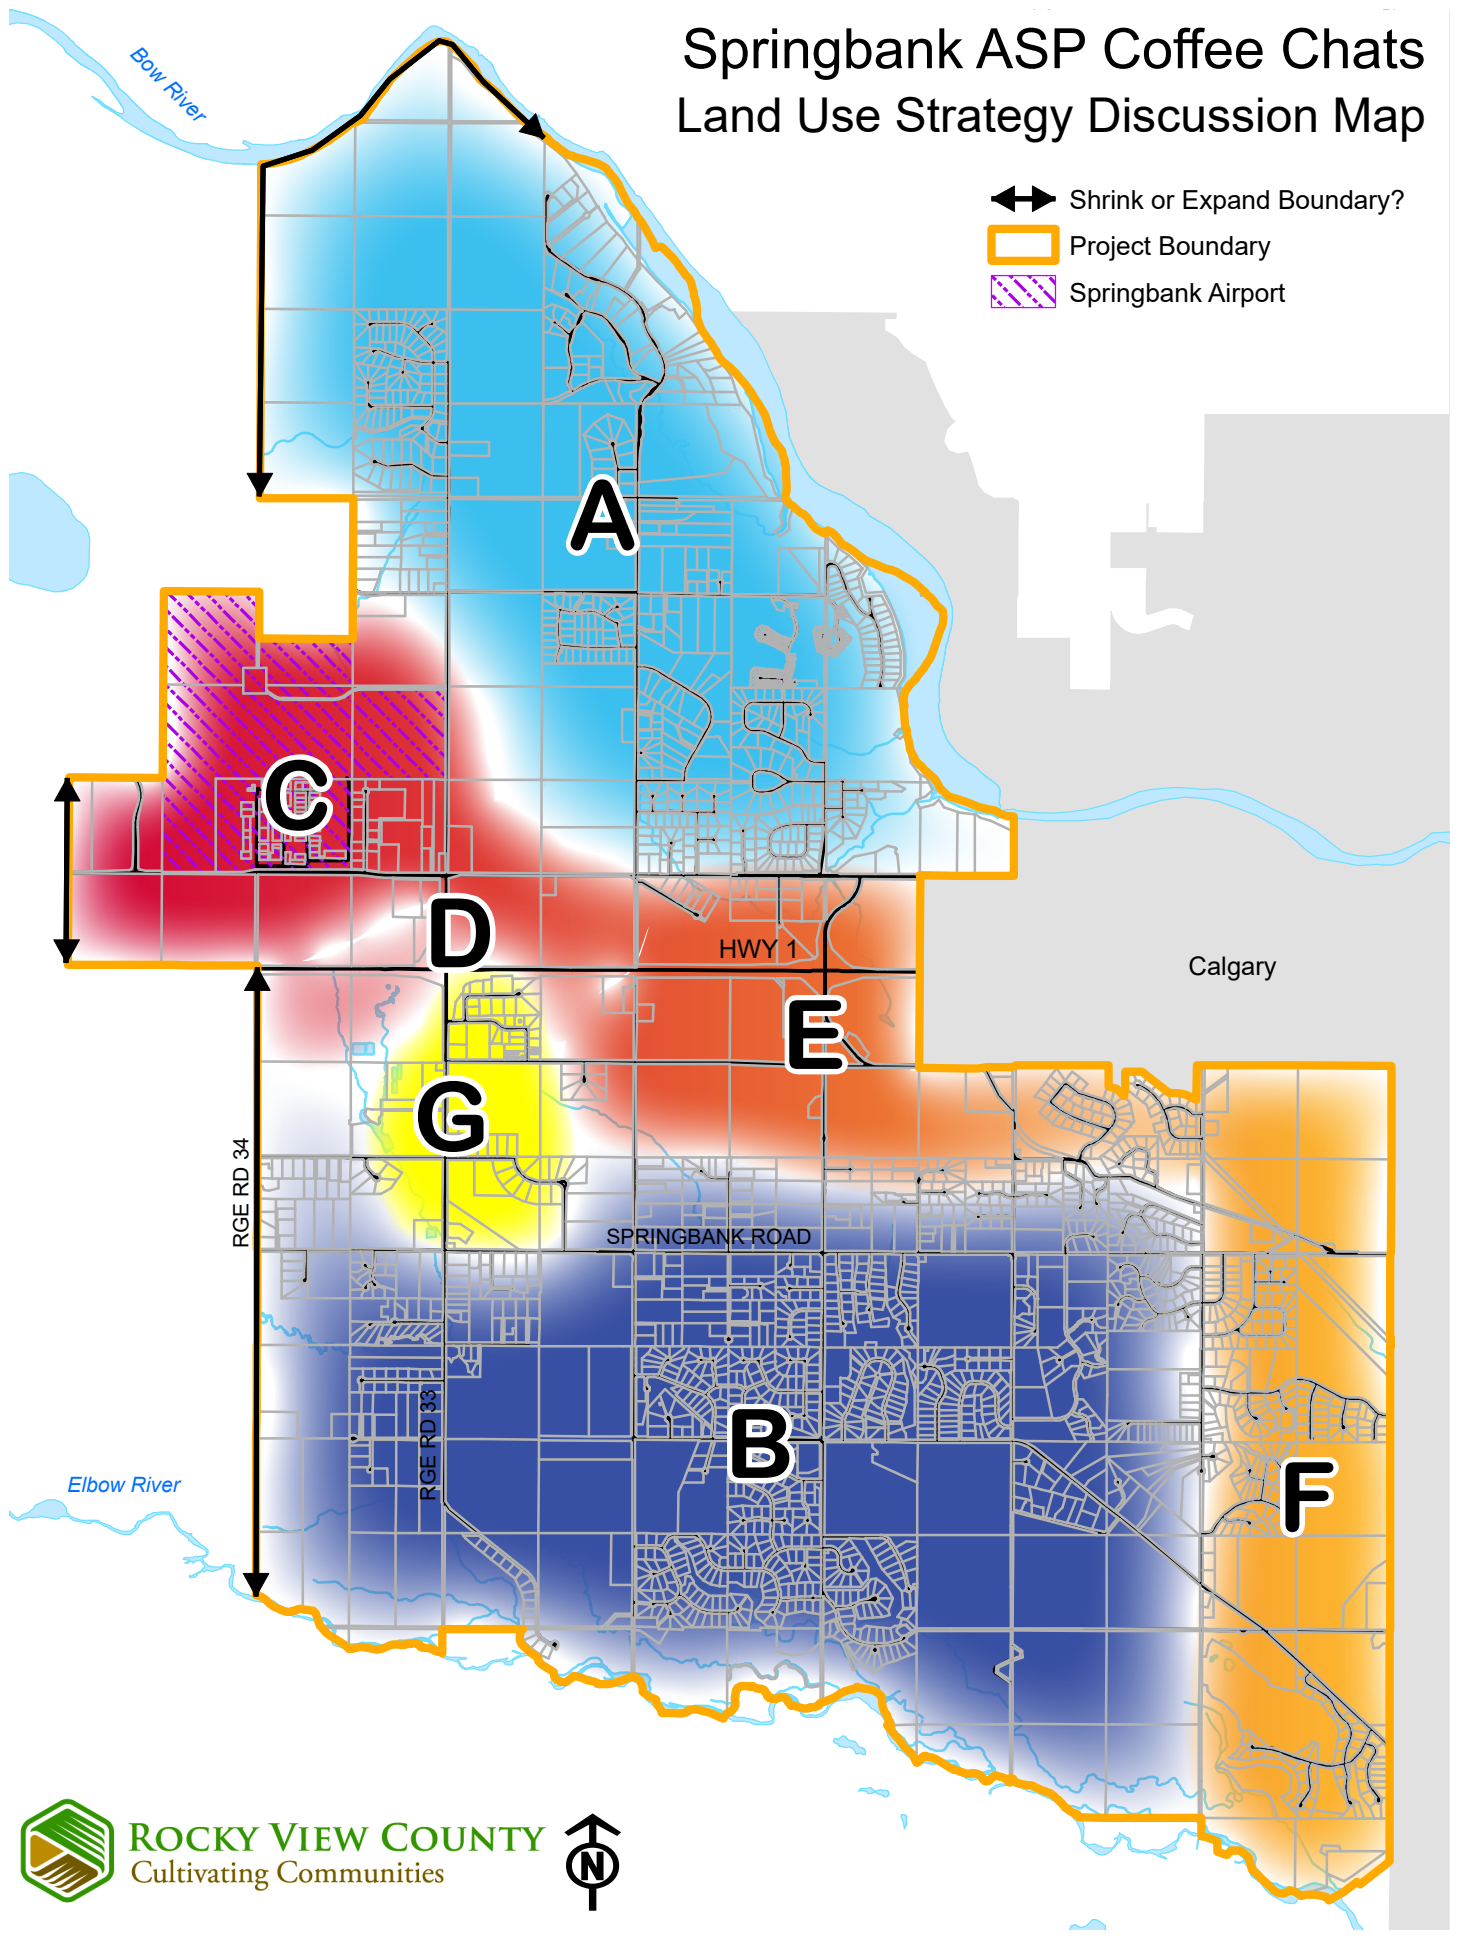 Springbank ASP Coffee Chats
Land Use Strategy Discussion Map
Bow River
Shrink or Expand Boundary?
Project Boundary
Springbank Airport
A
C
D
HWY 1
Calgary
E
G
RGE RD 34
SPRINGBANK ROAD
RGE RD 33
B
Elbow River
F
ROCKY VIEW COUNTY
Cultivating Communities
N